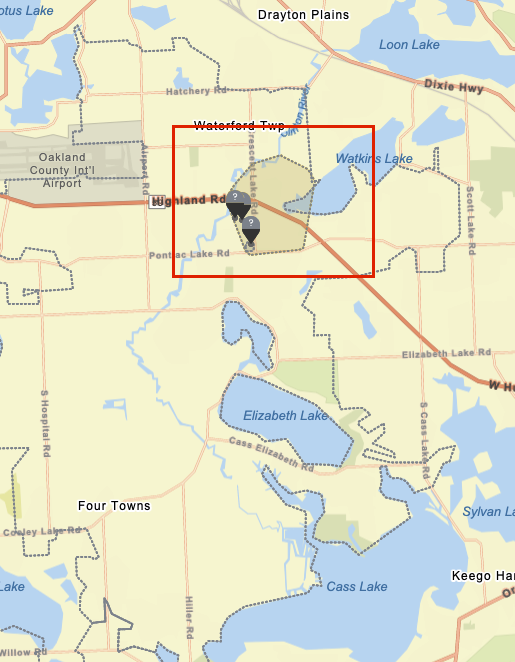 otus Lake
Drayton Plains
Loon Lake
Dixie Hwy
Hatchery Rd
Clinton River
Waterford Twp
Oakland
County Int'l
Airport
Airport Rd
Crescent Lake Rd
Watkins Lake
Scott Lake Rd
Highland Rd
?
?
Pontiac Lake Rd
Elizabeth Lake Rd
W Hu
S Hospital Rd
Elizabeth Lake
S Cass Lake Rd
Cass Elizabeth Rd
Four Towns
Sylvan La
Cooley Lake Rd
Keego Har
Lake
Cass Lake
Or
Hiller Rd
Willow Rd